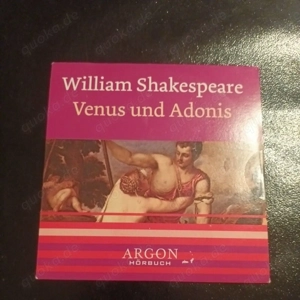 William Shakespeare
Venus und Adonis
ARGON
HÖRBUCH